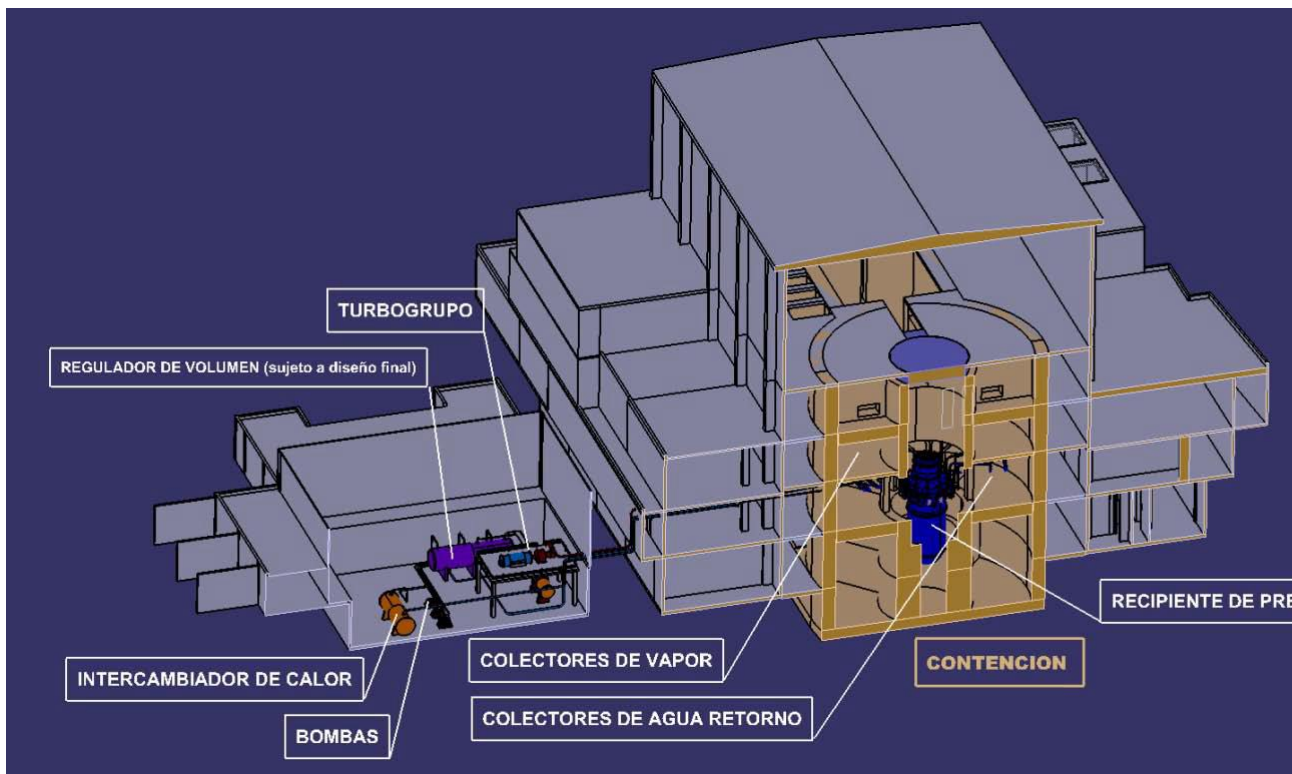 TURBOGRUPO
REGULADOR DE VOLUMEN (sujeto a diseño final)
RECIPIENTE DE PRE
COLECTORES DE VAPOR
CONTENCION
INTERCAMBIADOR DE CALOR
COLECTORES DE AGUA RETORNO
BOMBAS